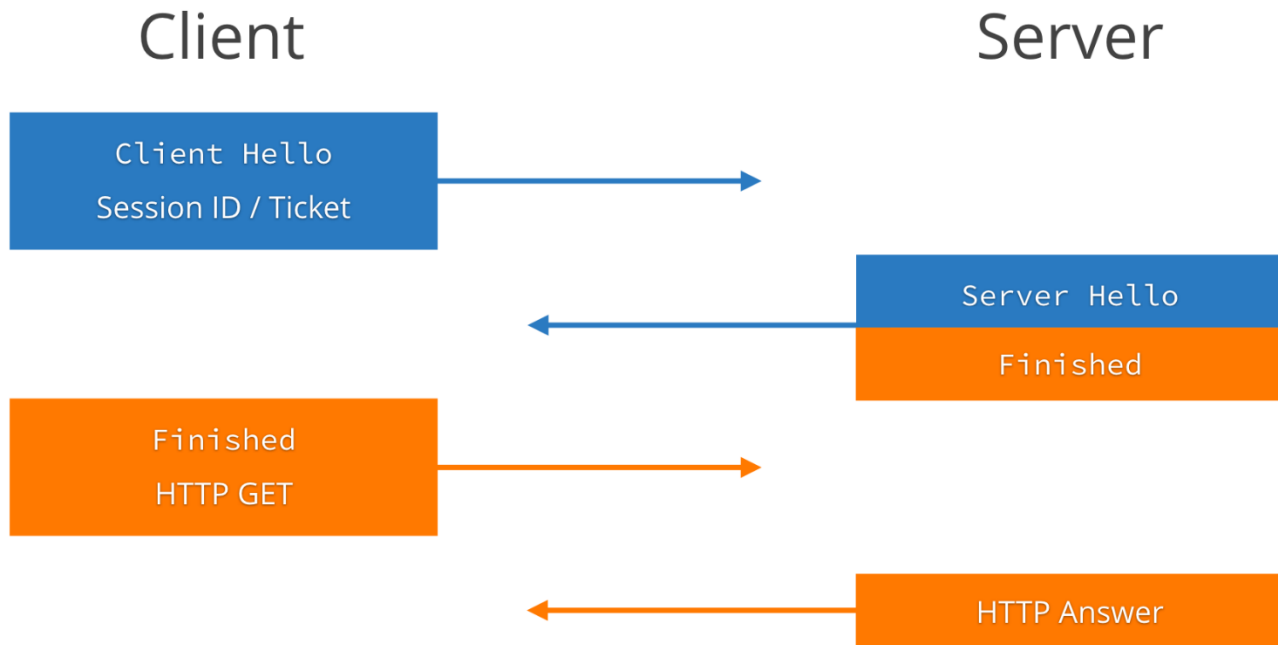 Client
Server
Client Hello
Session ID / Ticket
Server Hello
Finished
Finished
HTTP GET
HTTP Answer